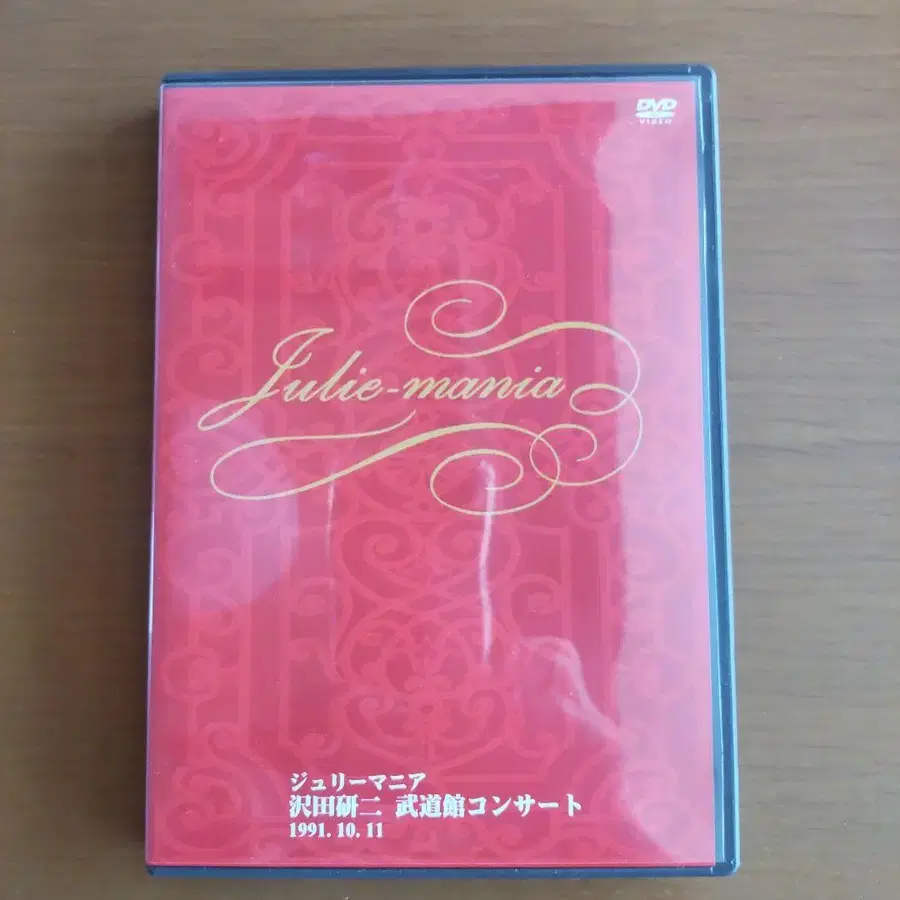 DVD
VIDEO
Julie-mania
ジュリーマニア
沢田研二 武道館コンサート
1991. 10. 11